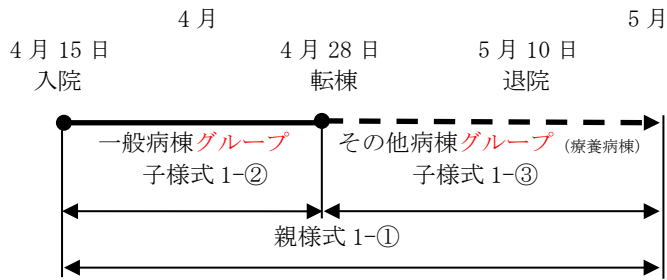 4月 5月
4月15日 4月28日 5月10日
入院 転棟 退院
一般病棟グループ その他病棟グループ (療養病棟)
子様式1-② 子様式1-③
親様式1-①